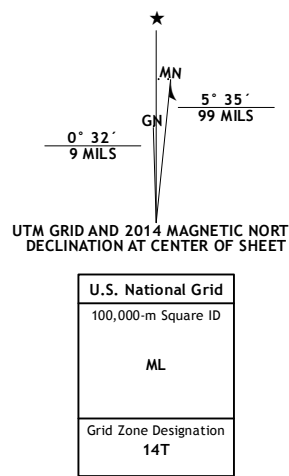 ★
MN
5° 35´
99 MILS
GN
0° 32´
9 MILS
UTM GRID AND 2014 MAGNETIC NORT
DECLINATION AT CENTER OF SHEET
U.S. National Grid
100,000-m Square ID
ML
Grid Zone Designation
14T